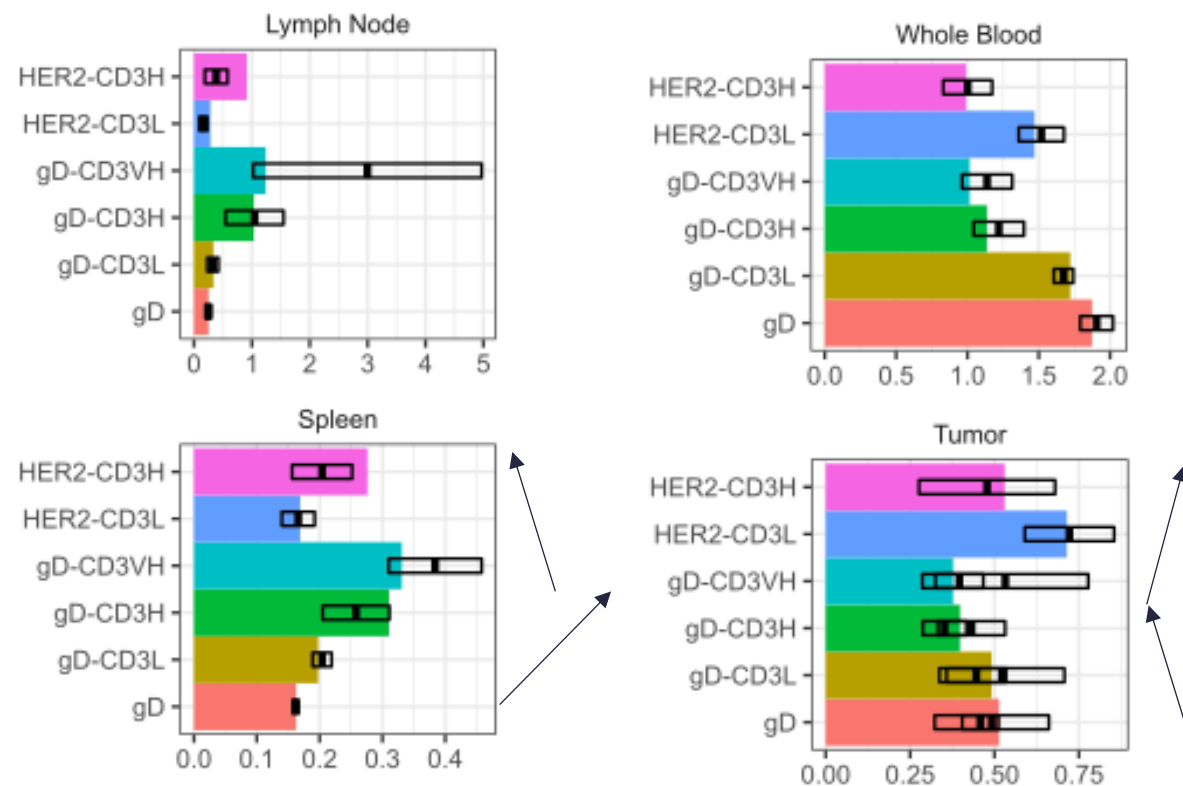 Lymph Node
HER2-CD3H
HER2-CD3L
gD-CD3VH
gD-CD3H
gD-CD3L
gD
0 1 2 3 4 5
Whole Blood
HER2-CD3H
HER2-CD3L
gD-CD3VH
gD-CD3H
gD-CD3L
gD
0.0 0.5 1.0 1.5 2.0
Spleen
HER2-CD3H
HER2-CD3L
gD-CD3VH
gD-CD3H
gD-CD3L
gD
0.0 0.1 0.2 0.3 0.4
Tumor
HER2-CD3H
HER2-CD3L
gD-CD3VH
gD-CD3H
gD-CD3L
gD
0.00 0.25 0.50 0.75